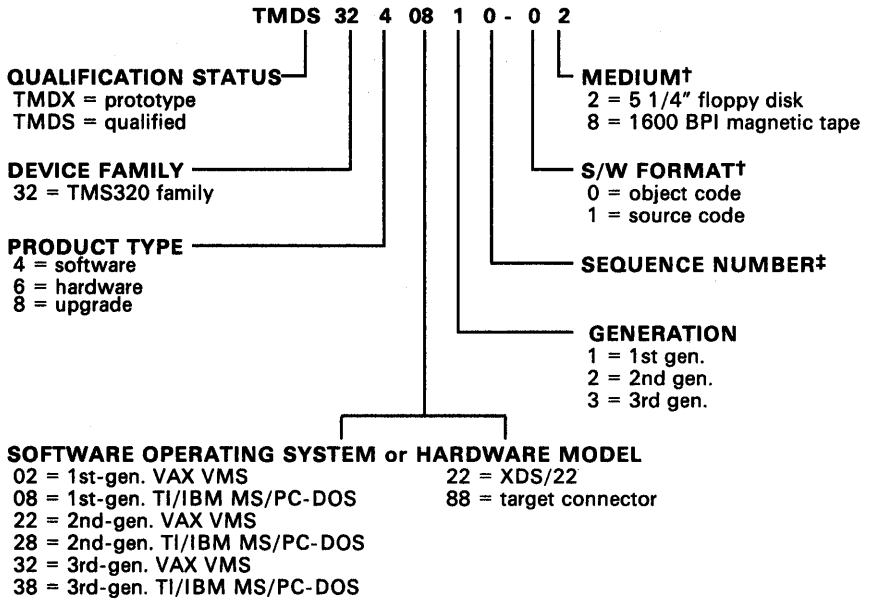 TMDS 32 4 08 1 0 - 0 2
QUALIFICATION STATUS
TMDX = prototype
TMDS = qualified
DEVICE FAMILY
32 = TMS320 family
PRODUCT TYPE
4 = software
6 = hardware
8 = upgrade
MEDIUM†
2 = 5 1/4" floppy disk
8 = 1600 BPI magnetic tape
S/W FORMAT†
0 = object code
1 = source code
SEQUENCE NUMBER‡
GENERATION
1 = 1st gen.
2 = 2nd gen.
3 = 3rd gen.
SOFTWARE OPERATING SYSTEM or HARDWARE MODEL
02 = 1st-gen. VAX VMS
08 = 1st-gen. TI/IBM MS/PC-DOS
22 = 2nd-gen. VAX VMS
28 = 2nd-gen. TI/IBM MS/PC-DOS
32 = 3rd-gen. VAX VMS
38 = 3rd-gen. TI/IBM MS/PC-DOS
22 = XDS/22
88 = target connector